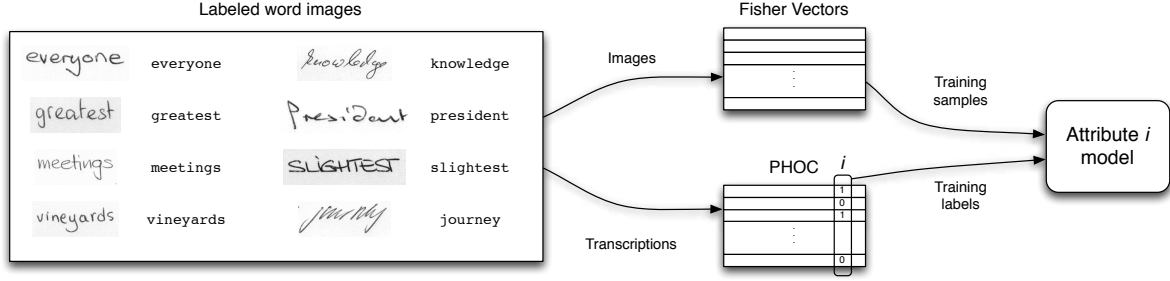 Labeled word images
everyone everyone knowledge knowledge
greatest greatest President president
meetings meetings SLIGHTEST slightest
vineyards vineyards journey journey
Images
Transcriptions
Fisher Vectors
PHOC
i
1
0
1
0
Training
samples
Training
labels
Attribute i
model